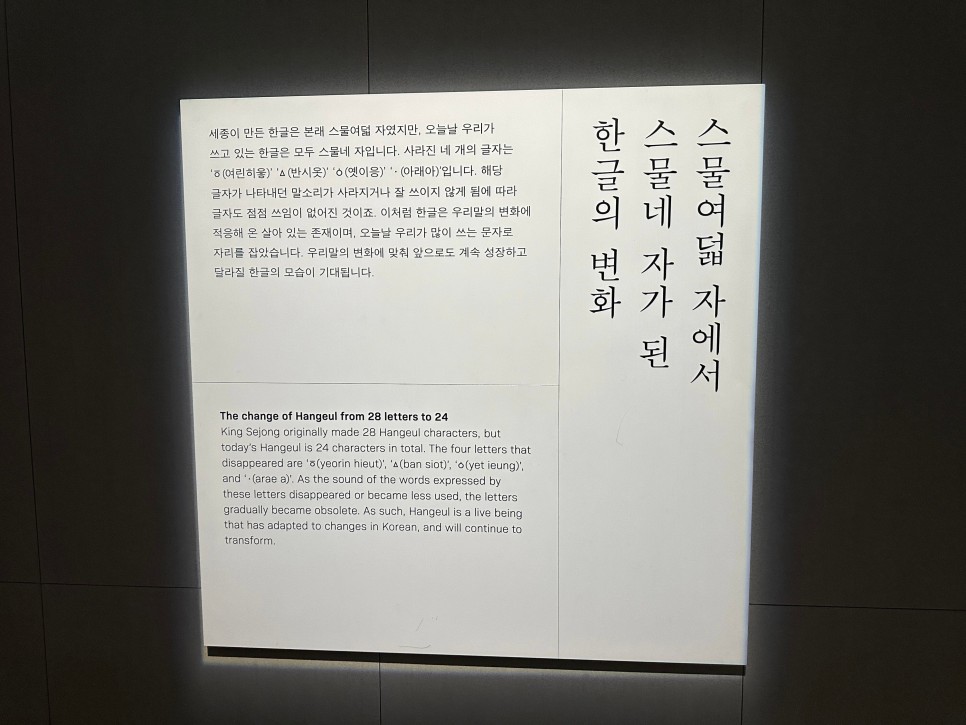 스물여덟 자에서
스물네 자가 된
한글의 변화
세종이 만든 한글은 본래 스물여덟 자였지만, 오늘날 우리가
쓰고 있는 한글은 모두 스물네 자입니다. 사라진 네 개의 글자는
‘ㆆ(여린히읗)’ ‘ㅿ(반시옷)’ ‘ㆁ(옛이응)’ ‘ㆍ(아래아)’입니다. 해당
글자가 나타내던 말소리가 사라지거나 잘 쓰이지 않게 됨에 따라
글자도 점점 쓰임이 없어진 것이죠. 이처럼 한글은 우리말의 변화에
적응해 온 살아 있는 존재이며, 오늘날 우리가 많이 쓰는 문자로
자리를 잡았습니다. 우리말의 변화에 맞춰 앞으로도 계속 성장하고
달라질 한글의 모습이 기대됩니다.
The change of Hangeul from 28 letters to 24
King Sejong originally made 28 Hangeul characters, but
today's Hangeul is 24 characters in total. The four letters that
disappeared are ‘ㆆ(yeorin hieut)’, ‘ㅿ(ban siot)’, ‘ㆁ(yet ieung)’,
and ‘ㆍ(arae a)’. As the sound of the words expressed by
these letters disappeared or became less used, the letters
gradually became obsolete. As such, Hangeul is a live being
that has adapted to changes in Korean, and will continue to
transform.